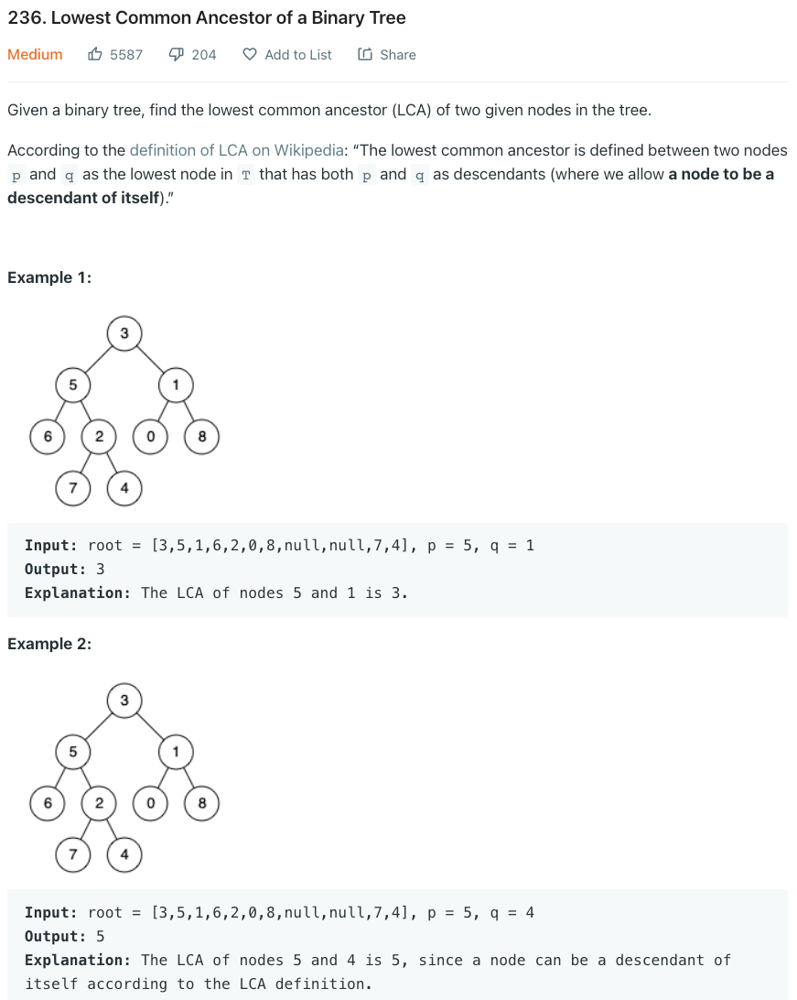 236. Lowest Common Ancestor of a Binary Tree
Medium 5587 204 Add to List Share
Given a binary tree, find the lowest common ancestor (LCA) of two given nodes in the tree.
According to the definition of LCA on Wikipedia: “The lowest common ancestor is defined between two nodes
p and q as the lowest node in T that has both p and q as descendants (where we allow a node to be a
descendant of itself).”
Example 1:
3
5 1
6 2 0 8
7 4
Input: root = [3,5,1,6,2,0,8,null,null,7,4], p = 5, q = 1
Output: 3
Explanation: The LCA of nodes 5 and 1 is 3.
Example 2:
3
5 1
6 2 0 8
7 4
Input: root = [3,5,1,6,2,0,8,null,null,7,4], p = 5, q = 4
Output: 5
Explanation: The LCA of nodes 5 and 4 is 5, since a node can be a descendant of
itself according to the LCA definition.